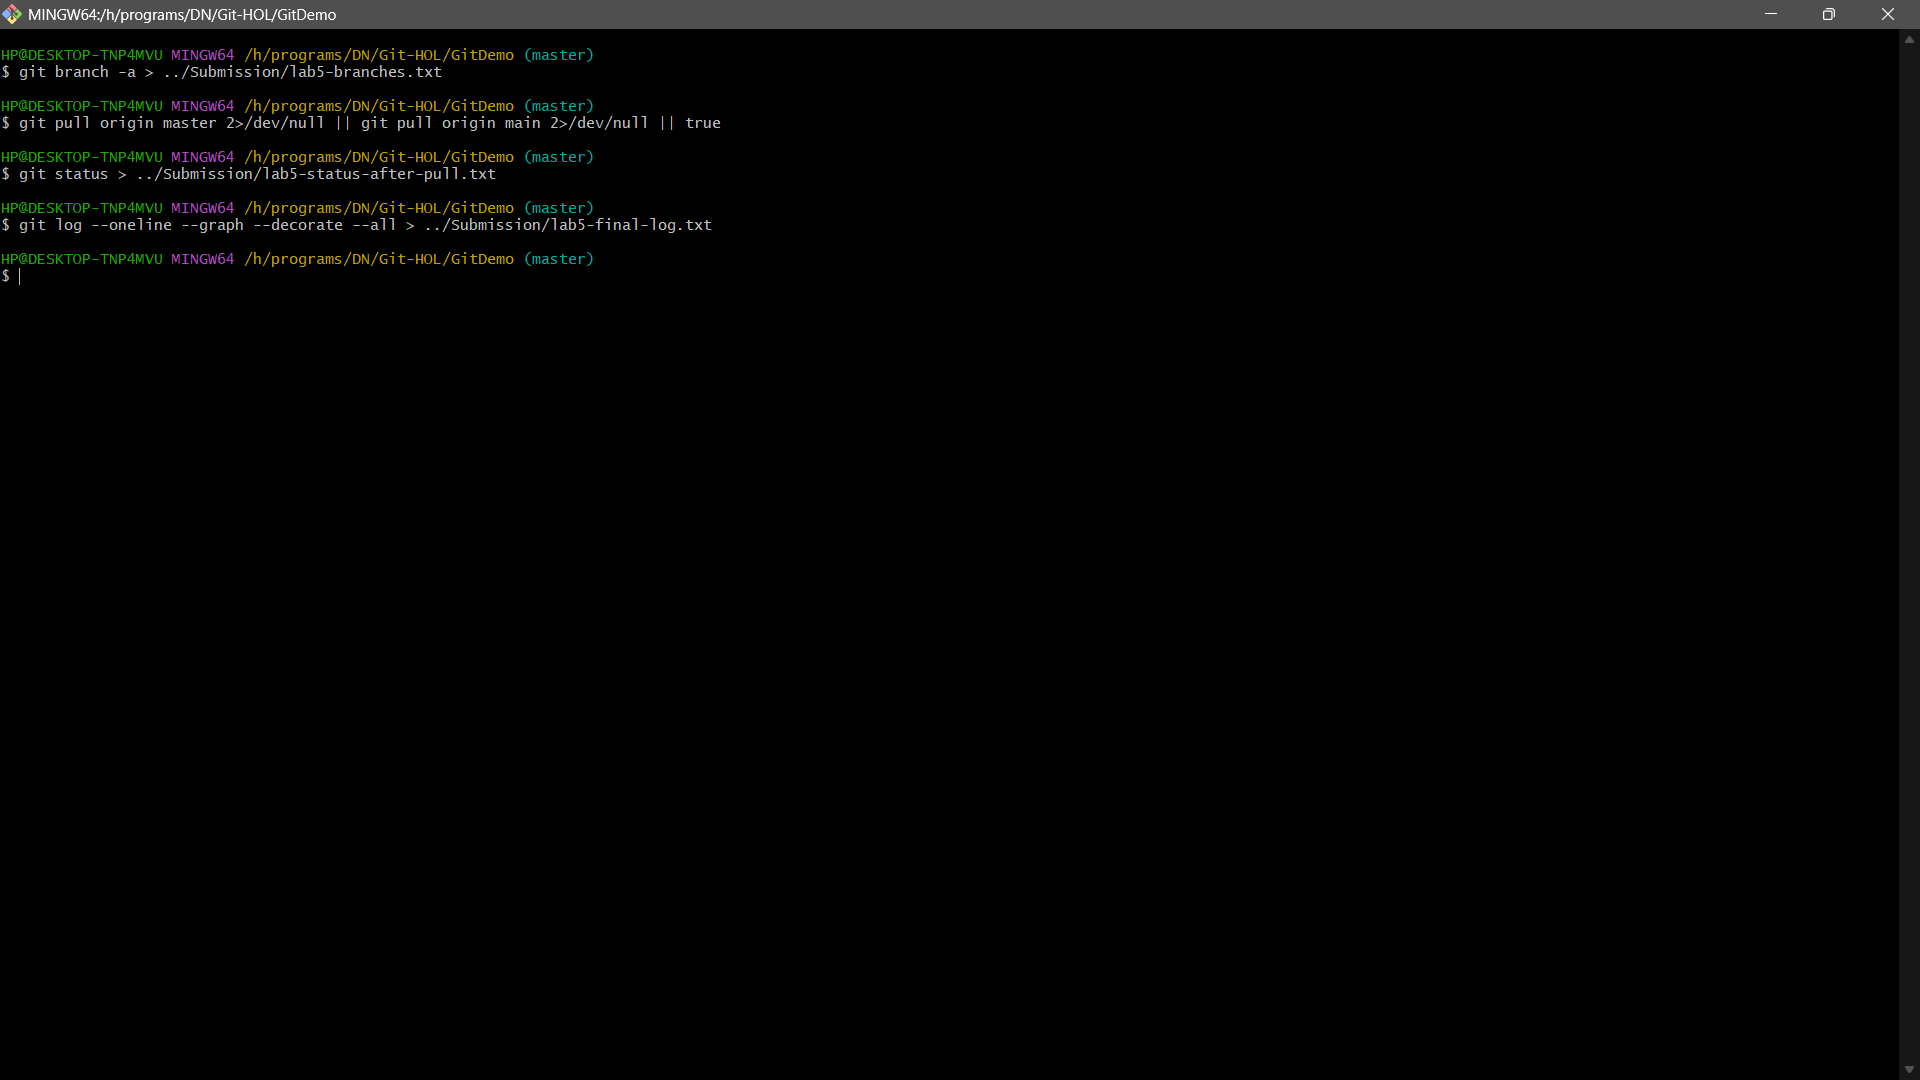 MINGW64:/h/programs/DN/Git-HOL/GitDemo
HP@DESKTOP-TNP4MVU MINGW64 /h/programs/DN/Git-HOL/GitDemo (master)
$ git branch -a > ../Submission/lab5-branches.txt
HP@DESKTOP-TNP4MVU MINGW64 /h/programs/DN/Git-HOL/GitDemo (master)
$ git pull origin master 2>/dev/null || git pull origin main 2>/dev/null || true
HP@DESKTOP-TNP4MVU MINGW64 /h/programs/DN/Git-HOL/GitDemo (master)
$ git status > ../Submission/lab5-status-after-pull.txt
HP@DESKTOP-TNP4MVU MINGW64 /h/programs/DN/Git-HOL/GitDemo (master)
$ git log --oneline --graph --decorate --all > ../Submission/lab5-final-log.txt
HP@DESKTOP-TNP4MVU MINGW64 /h/programs/DN/Git-HOL/GitDemo (master)
$